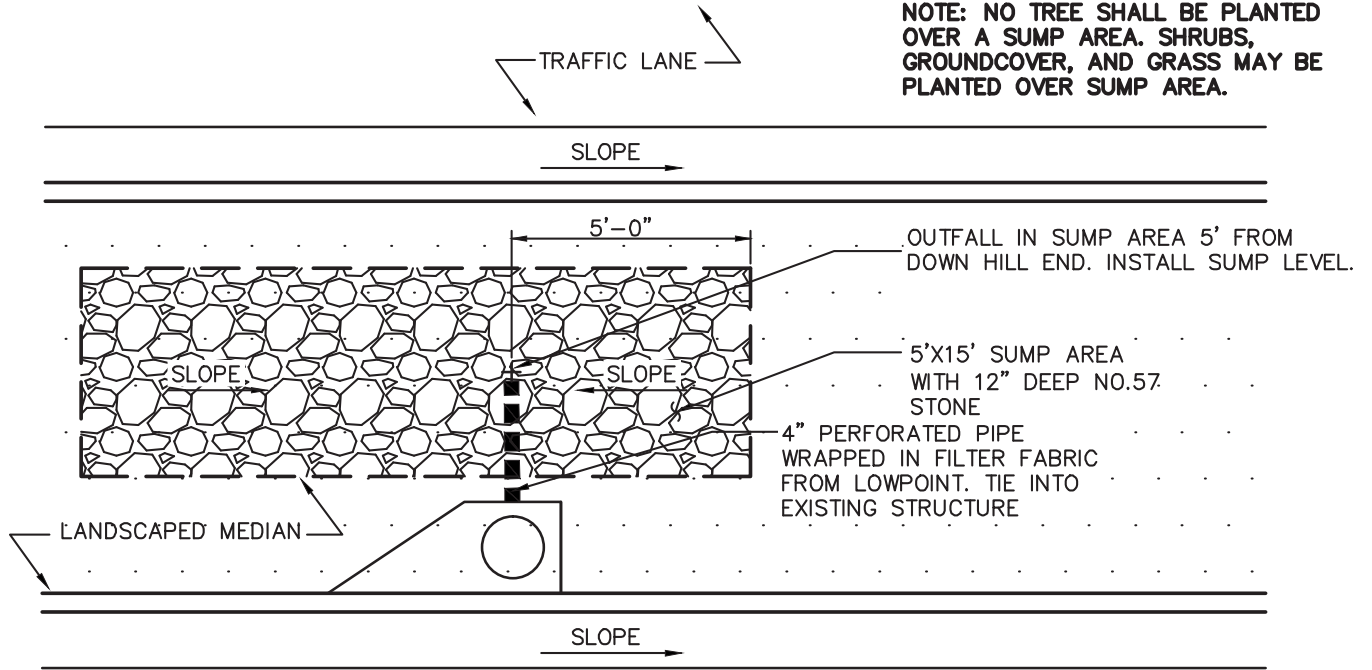 NOTE: NO TREE SHALL BE PLANTED
OVER A SUMP AREA. SHRUBS,
GROUNDCOVER, AND GRASS MAY BE
PLANTED OVER SUMP AREA.
TRAFFIC LANE
SLOPE
5'-0"
OUTFALL IN SUMP AREA 5' FROM
DOWN HILL END. INSTALL SUMP LEVEL.
SLOPE
SLOPE
5'X15' SUMP AREA
WITH 12" DEEP NO.57
STONE
4" PERFORATED PIPE
WRAPPED IN FILTER FABRIC
FROM LOWPOINT. TIE INTO
EXISTING STRUCTURE
LANDSCAPED MEDIAN
SLOPE